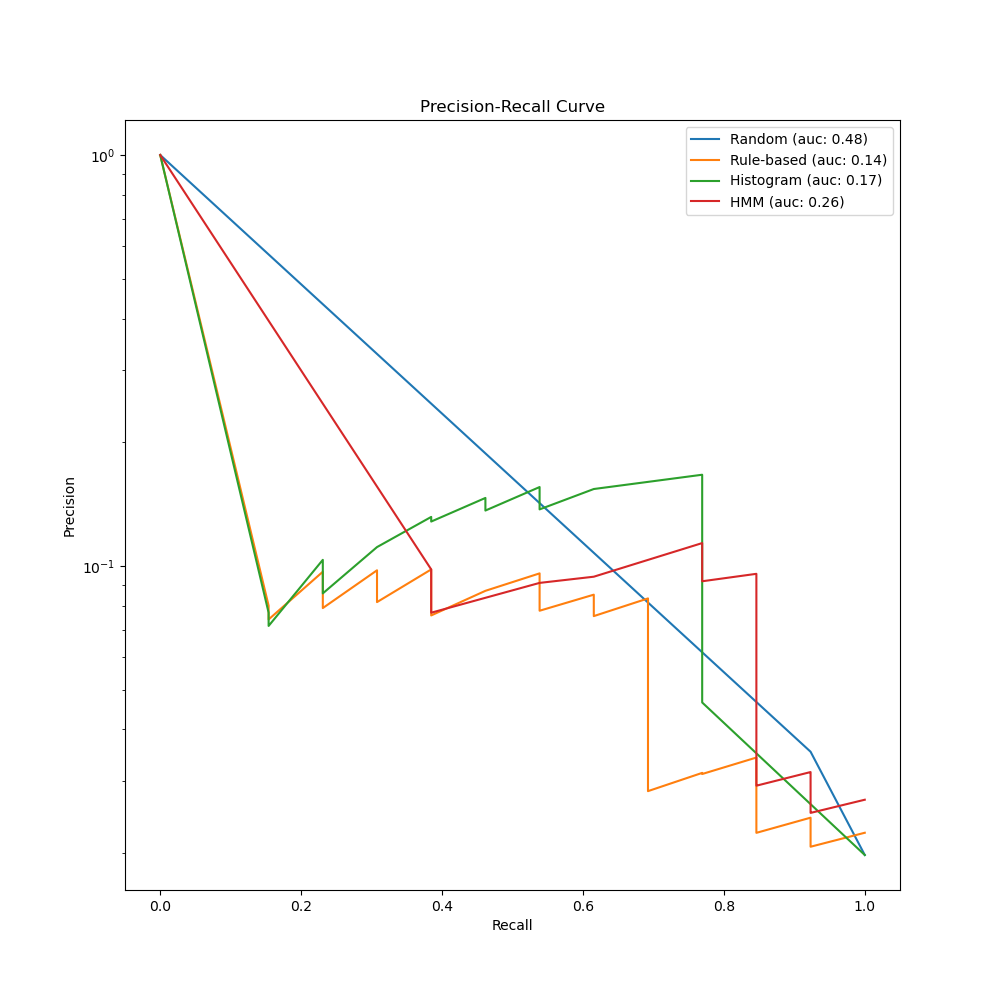 Precision-Recall Curve
Random (auc: 0.48)
Rule-based (auc: 0.14)
Histogram (auc: 0.17)
HMM (auc: 0.26)
10⁰
10⁻¹
Precision
0.0 0.2 0.4 0.6 0.8 1.0
Recall